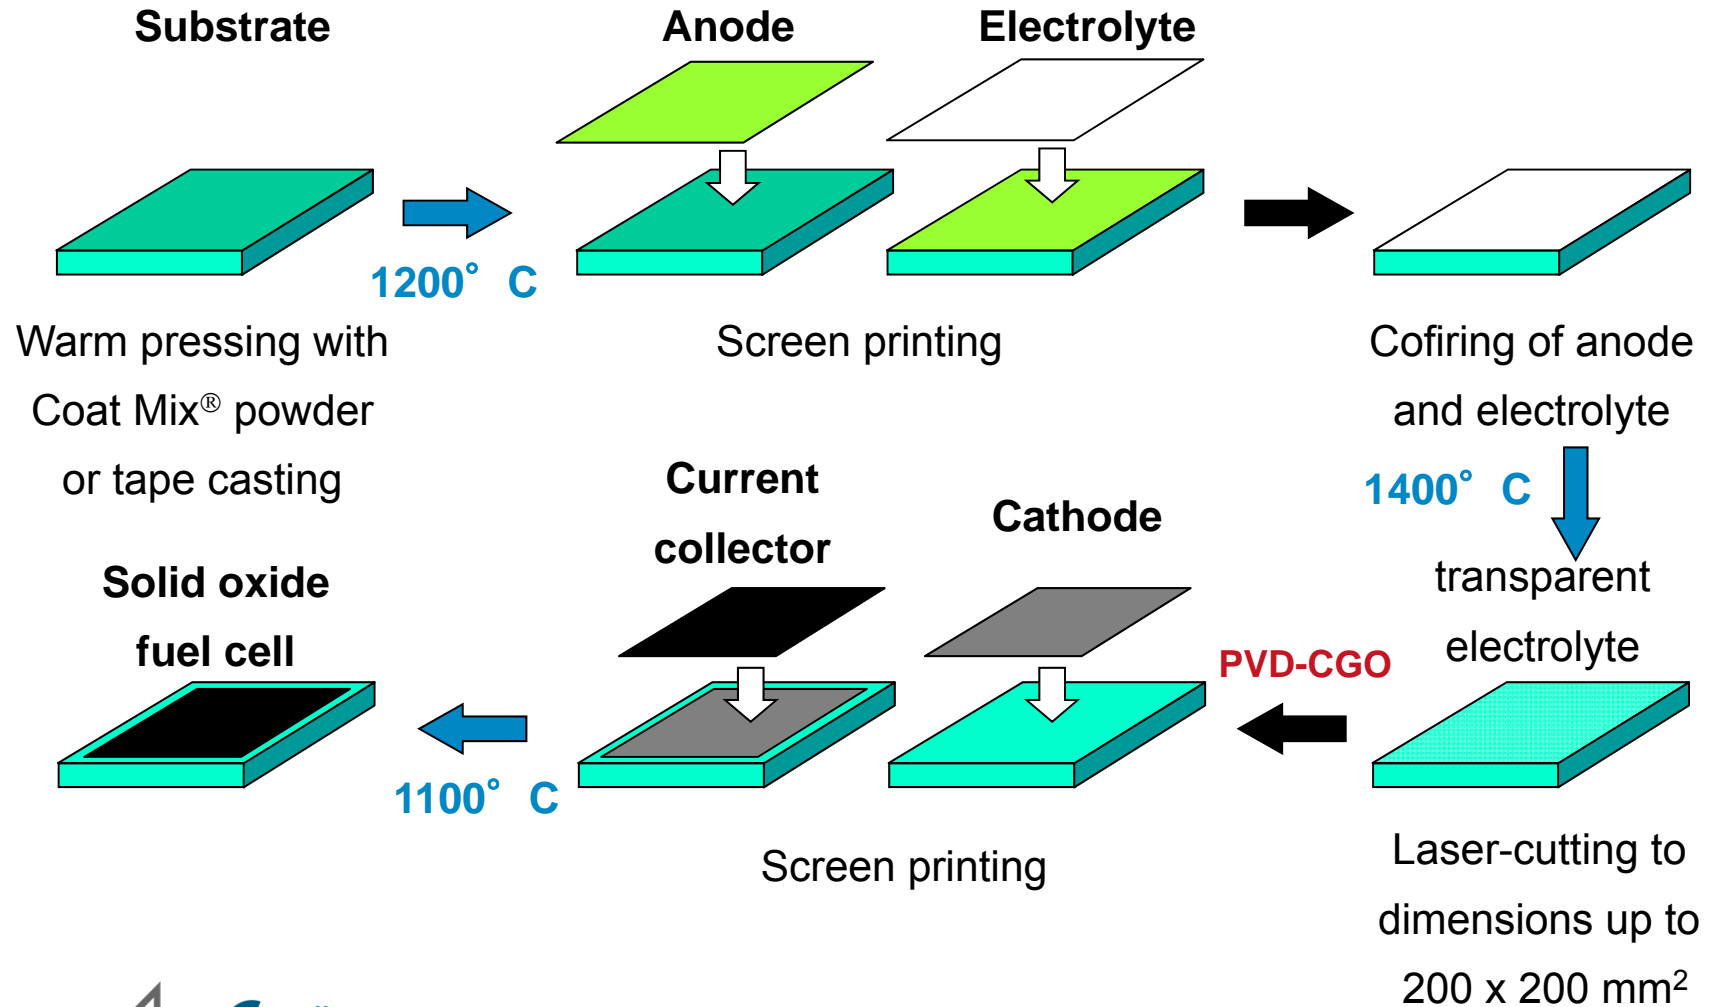 Substrate
Anode
Electrolyte
1200° C
Warm pressing with
Coat Mix® powder
or tape casting
Screen printing
Cofiring of anode
and electrolyte
1400° C
transparent
electrolyte
Laser-cutting to
dimensions up to
200 x 200 mm²
PVD-CGO
Cathode
Current
collector
Screen printing
1100° C
Solid oxide
fuel cell